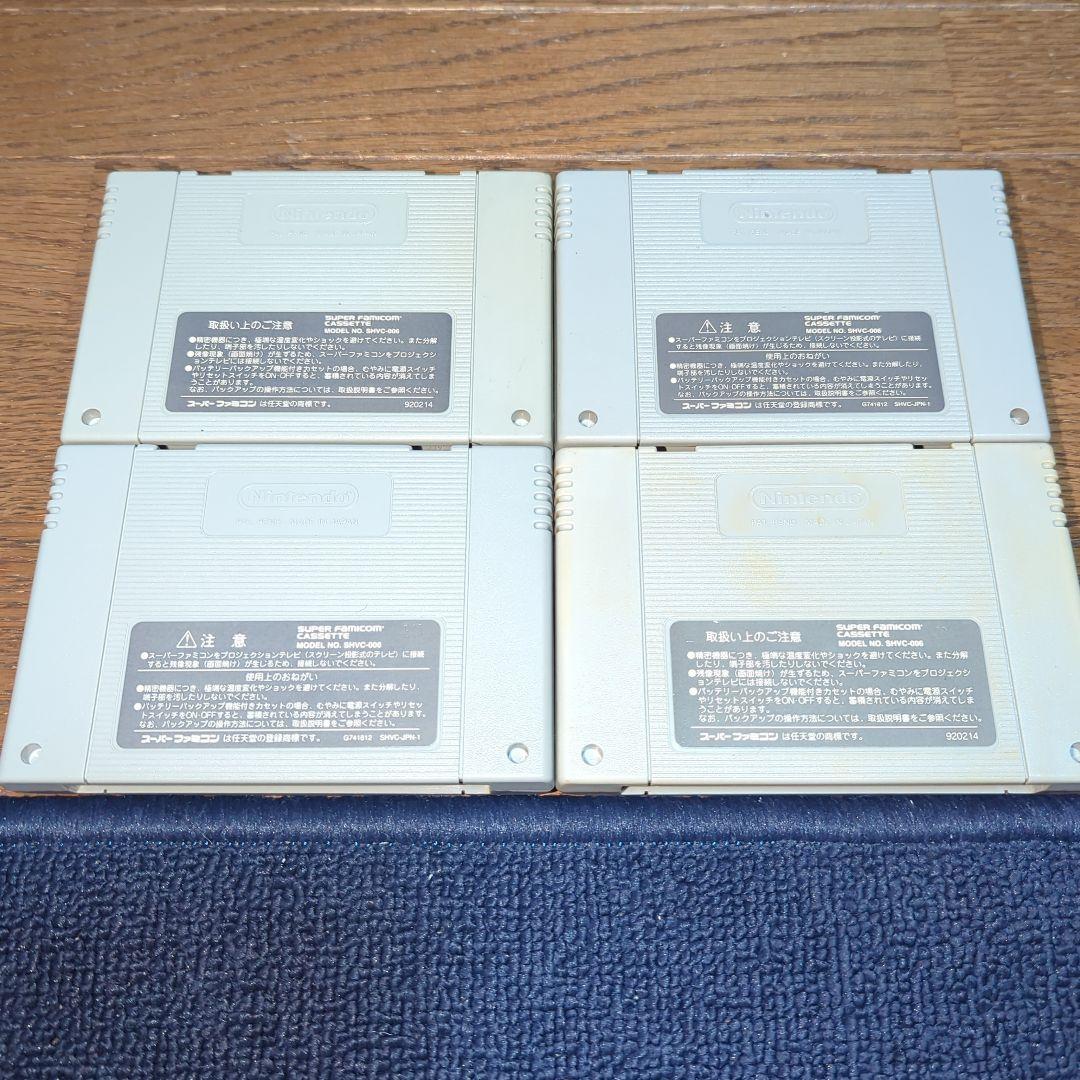 Nintendo
PAT. PEND. MADE IN JAPAN
取扱い上のご注意
SUPER FAMICOM
CASSETTE
MODEL NO. SHVC-006
●精密機器につき、極端な温度変化やショックを避けてください。また分解
したり、端子部を汚したりしないでください。
●残像現象（画面焼け）が生ずるため、スーパーファミコンをプロジェクシ
ョンテレビには接続しないでください。
●バッテリーバックアップ機能付きカセットの場合、むやみに電源スイッチ
やリセットスイッチをON-OFFすると、蓄積されている内容が消えてしま
うことがあります。
なお、バックアップの操作方法については、取扱説明書をご参照ください。
スーパーファミコン は任天堂の商標です。 920214
Nintendo
PAT. PEND. MADE IN JAPAN
⚠注 意
SUPER FAMICOM
CASSETTE
MODEL NO. SHVC-006
●スーパーファミコンをプロジェクションテレビ（スクリーン投影式のテレビ）に接続
すると残像現象（画面焼け）が生じるため、接続しないでください。
使用上のおねがい
●精密機器につき、極端な温度変化やショックを避けてください。また分解したり、
端子部を汚したりしないでください。
●バッテリーバックアップ機能付きカセットの場合、むやみに電源スイッチやリセ
ットスイッチをON-OFFすると、蓄積されている内容が消えてしまうことがあります。
なお、バックアップの操作方法については、取扱説明書をご参照ください。
スーパーファミコン は任天堂の登録商標です。 G741812 SHVC-JPN-1
Nintendo
PAT. PEND. MADE IN JAPAN
⚠注 意
SUPER FAMICOM
CASSETTE
MODEL NO. SHVC-006
●スーパーファミコンをプロジェクションテレビ（スクリーン投影式のテレビ）に接続
すると残像現象（画面焼け）が生じるため、接続しないでください。
使用上のおねがい
●精密機器につき、極端な温度変化やショックを避けてください。また分解したり、
端子部を汚したりしないでください。
●バッテリーバックアップ機能付きカセットの場合、むやみに電源スイッチやリセ
ットスイッチをON-OFFすると、蓄積されている内容が消えてしまうことがあります。
なお、バックアップの操作方法については、取扱説明書をご参照ください。
スーパーファミコン は任天堂の商標です。 G741812 SHVC-JPN-1
Nintendo
PAT. PEND. MADE IN JAPAN
取扱い上のご注意
SUPER FAMICOM
CASSETTE
MODEL NO. SHVC-006
●精密機器につき、極端な温度変化やショックを避けてください。また分解
したり、端子部を汚したりしないでください。
●残像現象（画面焼け）が生ずるため、スーパーファミコンをプロジェクシ
ョンテレビには接続しないでください。
●バッテリーバックアップ機能付きカセットの場合、むやみに電源スイッチ
やリセットスイッチをON-OFFすると、蓄積されている内容が消えてしま
うことがあります。
なお、バックアップの操作方法については、取扱説明書をご参照ください。
スーパーファミコン は任天堂の商標です。 920214